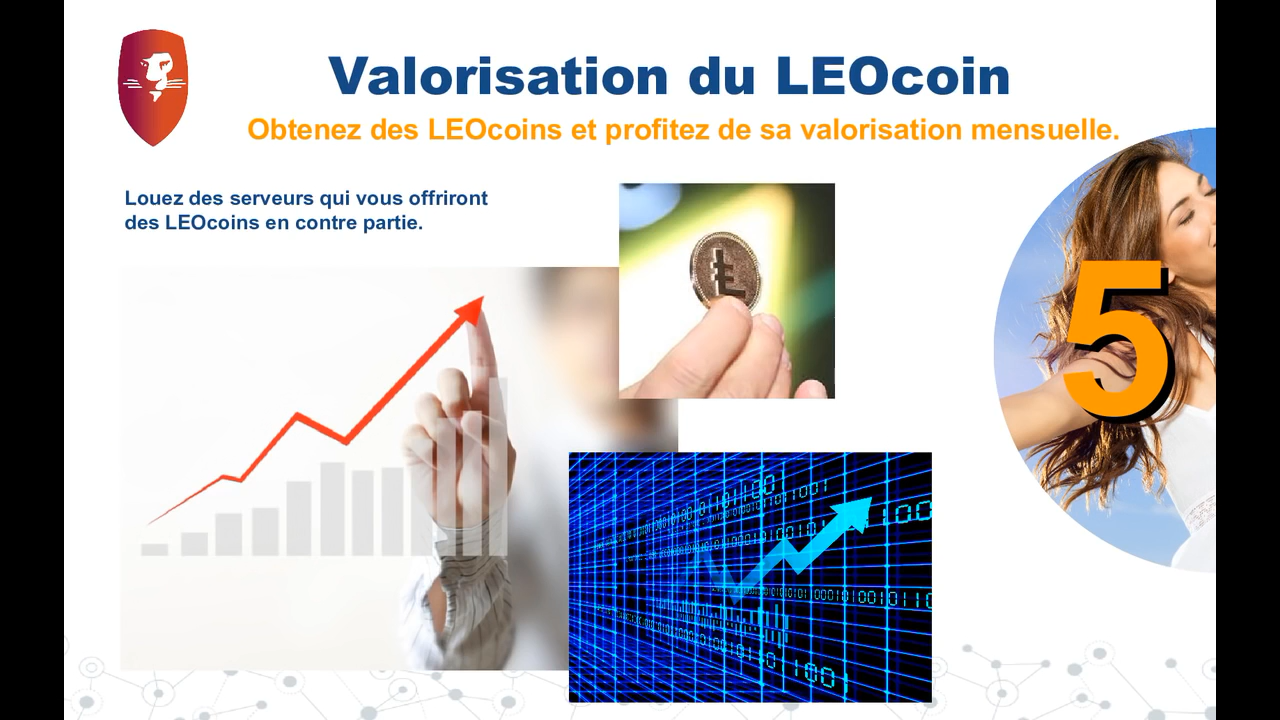 Valorisation du LEOcoin
Obtenez des LEOcoins et profitez de sa valorisation mensuelle.
Louez des serveurs qui vous offriront
des LEOcoins en contre partie.
5